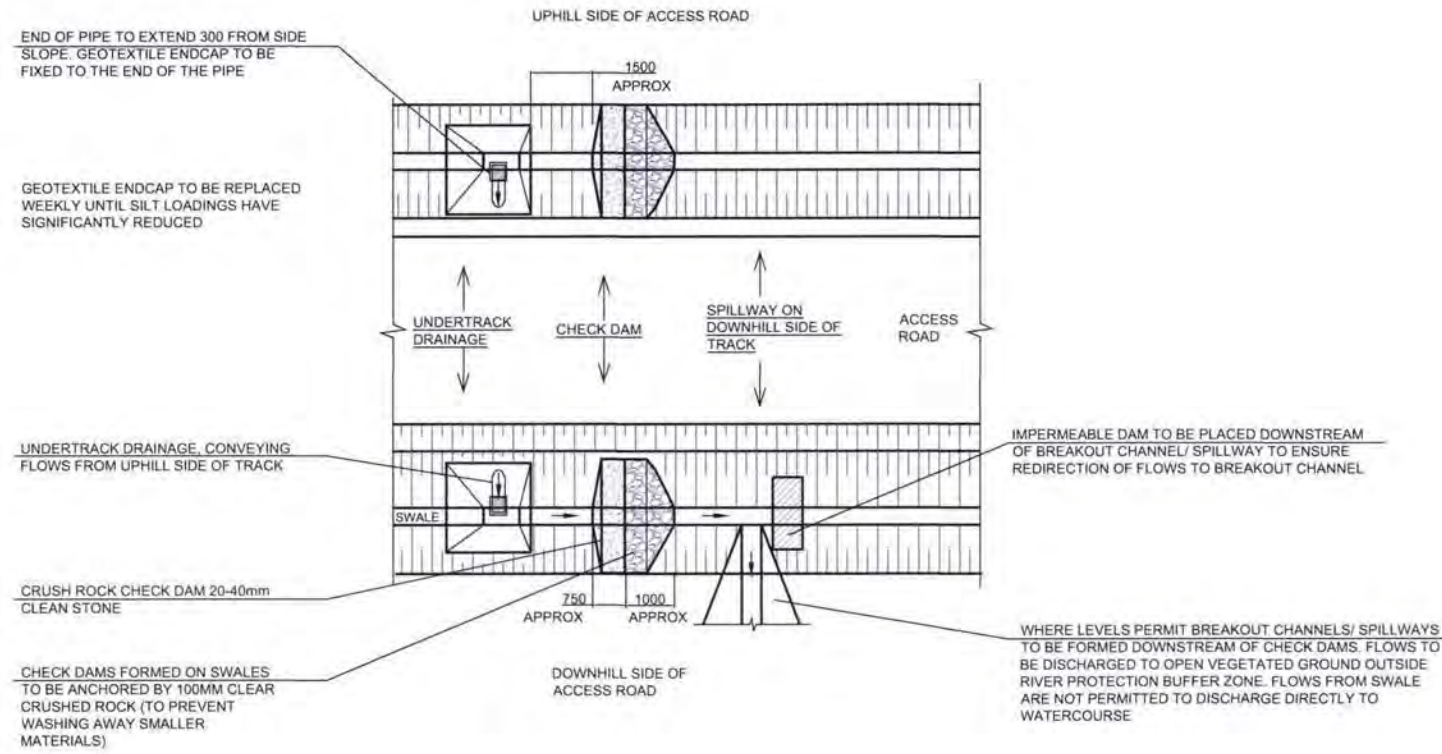 UPHILL SIDE OF ACCESS ROAD
END OF PIPE TO EXTEND 300 FROM SIDE
SLOPE. GEOTEXTILE ENDCAP TO BE
FIXED TO THE END OF THE PIPE
1500
APPROX
GEOTEXTILE ENDCAP TO BE REPLACED
WEEKLY UNTIL SILT LOADINGS HAVE
SIGNIFICANTLY REDUCED
UNDERTRACK
DRAINAGE
CHECK DAM
SPILLWAY ON
DOWNHILL SIDE OF
TRACK
ACCESS
ROAD
UNDERTRACK DRAINAGE, CONVEYING
FLOWS FROM UPHILL SIDE OF TRACK
IMPERMEABLE DAM TO BE PLACED DOWNSTREAM
OF BREAKOUT CHANNEL/ SPILLWAY TO ENSURE
REDIRECTION OF FLOWS TO BREAKOUT CHANNEL
SWALE
CRUSH ROCK CHECK DAM 20-40mm
CLEAN STONE
750
APPROX
1000
APPROX
CHECK DAMS FORMED ON SWALES
TO BE ANCHORED BY 100MM CLEAR
CRUSHED ROCK (TO PREVENT
WASHING AWAY SMALLER
MATERIALS)
DOWNHILL SIDE OF
ACCESS ROAD
WHERE LEVELS PERMIT BREAKOUT CHANNELS/ SPILLWAYS
TO BE FORMED DOWNSTREAM OF CHECK DAMS. FLOWS TO
BE DISCHARGED TO OPEN VEGETATED GROUND OUTSIDE
RIVER PROTECTION BUFFER ZONE. FLOWS FROM SWALE
ARE NOT PERMITTED TO DISCHARGE DIRECTLY TO
WATERCOURSE